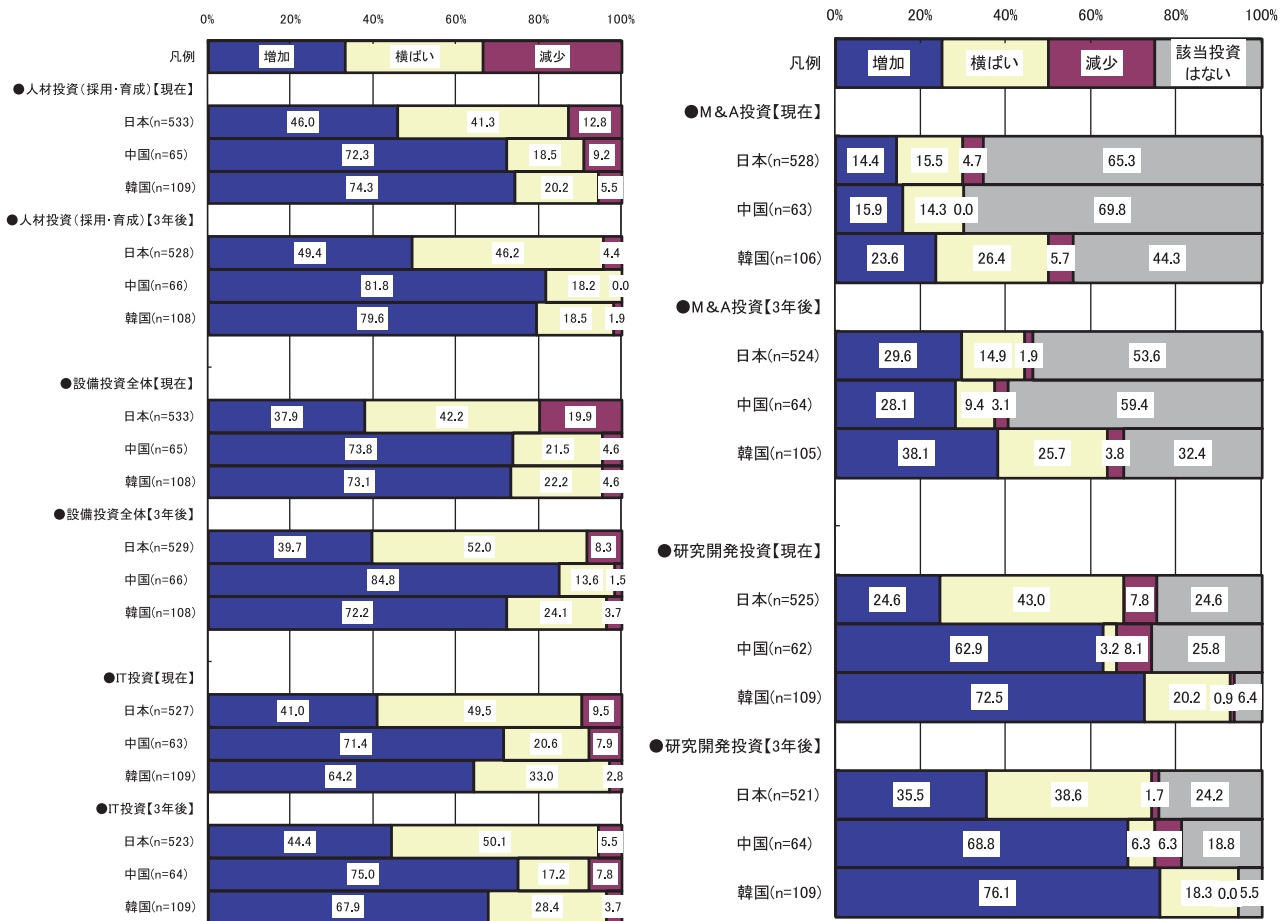 0% 20% 40% 60% 80% 100%
凡例 増加 横ばい 減少
●人材投資(採用・育成)【現在】
日本(n=533) 46.0 41.3 12.8
中国(n=65) 72.3 18.5 9.2
韓国(n=109) 74.3 20.2 5.5
●人材投資(採用・育成)【3年後】
日本(n=528) 49.4 46.2 4.4
中国(n=66) 81.8 18.2 0.0
韓国(n=108) 79.6 18.5 1.9
●設備投資全体【現在】
日本(n=533) 37.9 42.2 19.9
中国(n=65) 73.8 21.5 4.6
韓国(n=108) 73.1 22.2 4.6
●設備投資全体【3年後】
日本(n=529) 39.7 52.0 8.3
中国(n=66) 84.8 13.6 1.5
韓国(n=108) 72.2 24.1 3.7
●IT投資【現在】
日本(n=527) 41.0 49.5 9.5
中国(n=63) 71.4 20.6 7.9
韓国(n=109) 64.2 33.0 2.8
●IT投資【3年後】
日本(n=523) 44.4 50.1 5.5
中国(n=64) 75.0 17.2 7.8
韓国(n=109) 67.9 28.4 3.7
0% 20% 40% 60% 80% 100%
凡例 増加 横ばい 減少 該当投資
はない
●M&A投資【現在】
日本(n=528) 14.4 15.5 4.7 65.3
中国(n=63) 15.9 14.3 0.0 69.8
韓国(n=106) 23.6 26.4 5.7 44.3
●M&A投資【3年後】
日本(n=524) 29.6 14.9 1.9 53.6
中国(n=64) 28.1 9.4 3.1 59.4
韓国(n=105) 38.1 25.7 3.8 32.4
●研究開発投資【現在】
日本(n=525) 24.6 43.0 7.8 24.6
中国(n=62) 62.9 3.2 8.1 25.8
韓国(n=109) 72.5 20.2 0.9 6.4
●研究開発投資【3年後】
日本(n=521) 35.5 38.6 1.7 24.2
中国(n=64) 68.8 6.3 6.3 18.8
韓国(n=109) 76.1 18.3 0.0 5.5